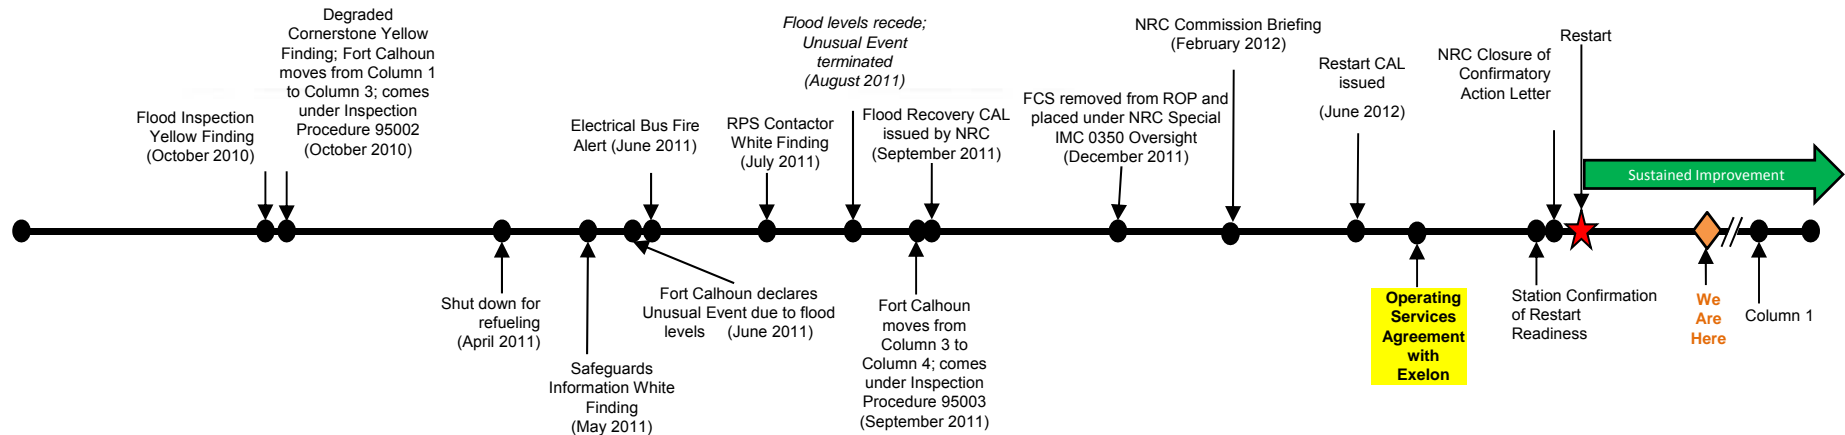 Flood Inspection
Yellow Finding
(October 2010)
Degraded
Cornerstone Yellow
Finding; Fort Calhoun
moves from Column 1
to Column 3; comes
under Inspection
Procedure 95002
(October 2010)
Shut down for
refueling
(April 2011)
Safeguards
Information White
Finding
(May 2011)
Fort Calhoun declares
Unusual Event due to flood
levels (June 2011)
Electrical Bus Fire
Alert (June 2011)
RPS Contactor
White Finding
(July 2011)
Flood levels recede;
Unusual Event
terminated
(August 2011)
Fort Calhoun
moves from
Column 3 to
Column 4; comes
under Inspection
Procedure 95003
(September 2011)
Flood Recovery CAL
issued by NRC
(September 2011)
FCS removed from ROP and
placed under NRC Special
IMC 0350 Oversight
(December 2011)
NRC Commission Briefing
(February 2012)
Restart CAL
issued
(June 2012)
Operating
Services
Agreement
with
Exelon
Station Confirmation
of Restart
Readiness
NRC Closure of
Confirmatory
Action Letter
Restart
Sustained Improvement
We
Are
Here
Column 1